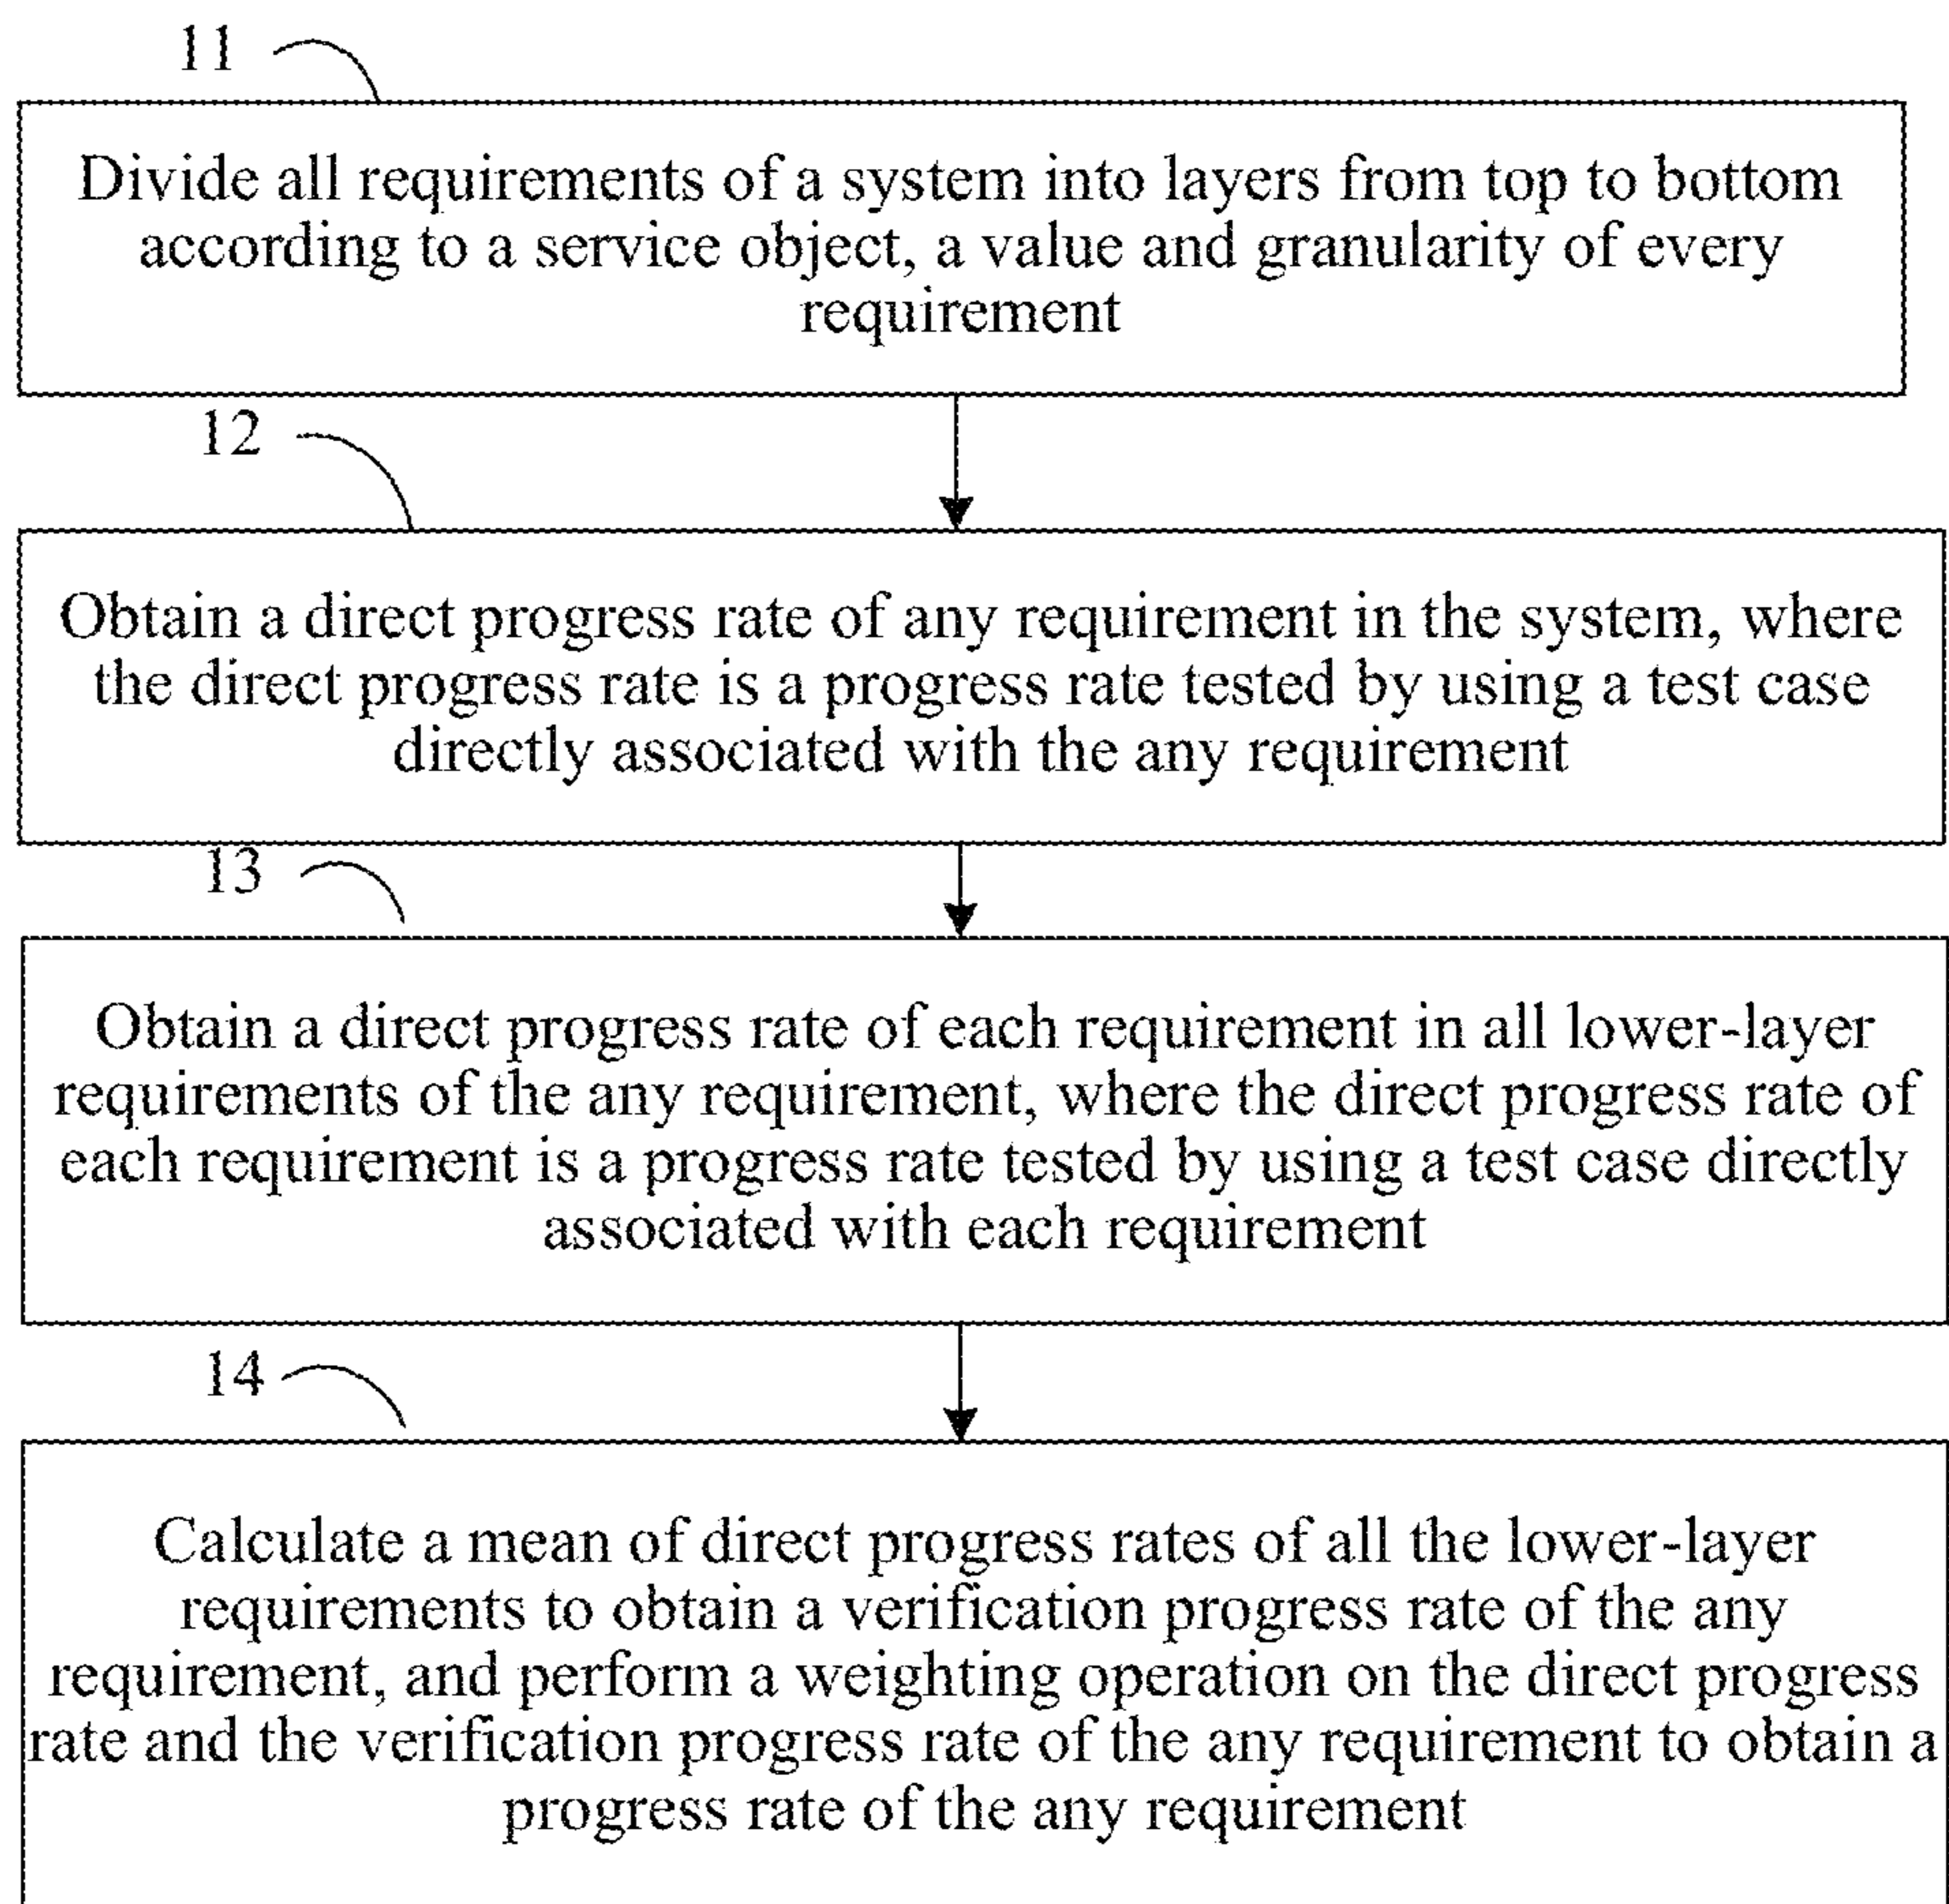 11
Divide all requirements of a system into layers from top to bottom
according to a service object, a value and granularity of every
requirement
12
Obtain a direct progress rate of any requirement in the system, where
the direct progress rate is a progress rate tested by using a test case
directly associated with the any requirement
13
Obtain a direct progress rate of each requirement in all lower-layer
requirements of the any requirement, where the direct progress rate of
each requirement is a progress rate tested by using a test case directly
associated with each requirement
14
Calculate a mean of direct progress rates of all the lower-layer
requirements to obtain a verification progress rate of the any
requirement, and perform a weighting operation on the direct progress
rate and the verification progress rate of the any requirement to obtain a
progress rate of the any requirement